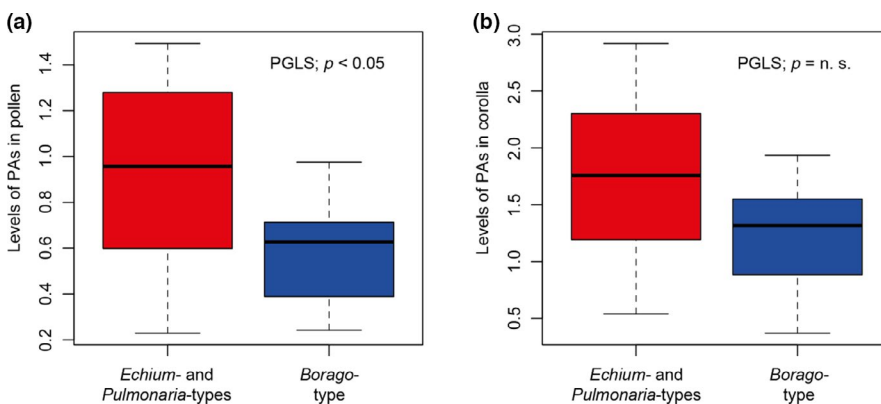 (a)
PGLS; p < 0.05
Levels of PAs in pollen
1.4
1.2
1.0
0.8
0.6
0.4
0.2
Echium- and
Pulmonaria-types
Borago-
type
(b)
PGLS; p = n. s.
Levels of PAs in corolla
3.0
2.5
2.0
1.5
1.0
0.5
Echium- and
Pulmonaria-types
Borago-
type